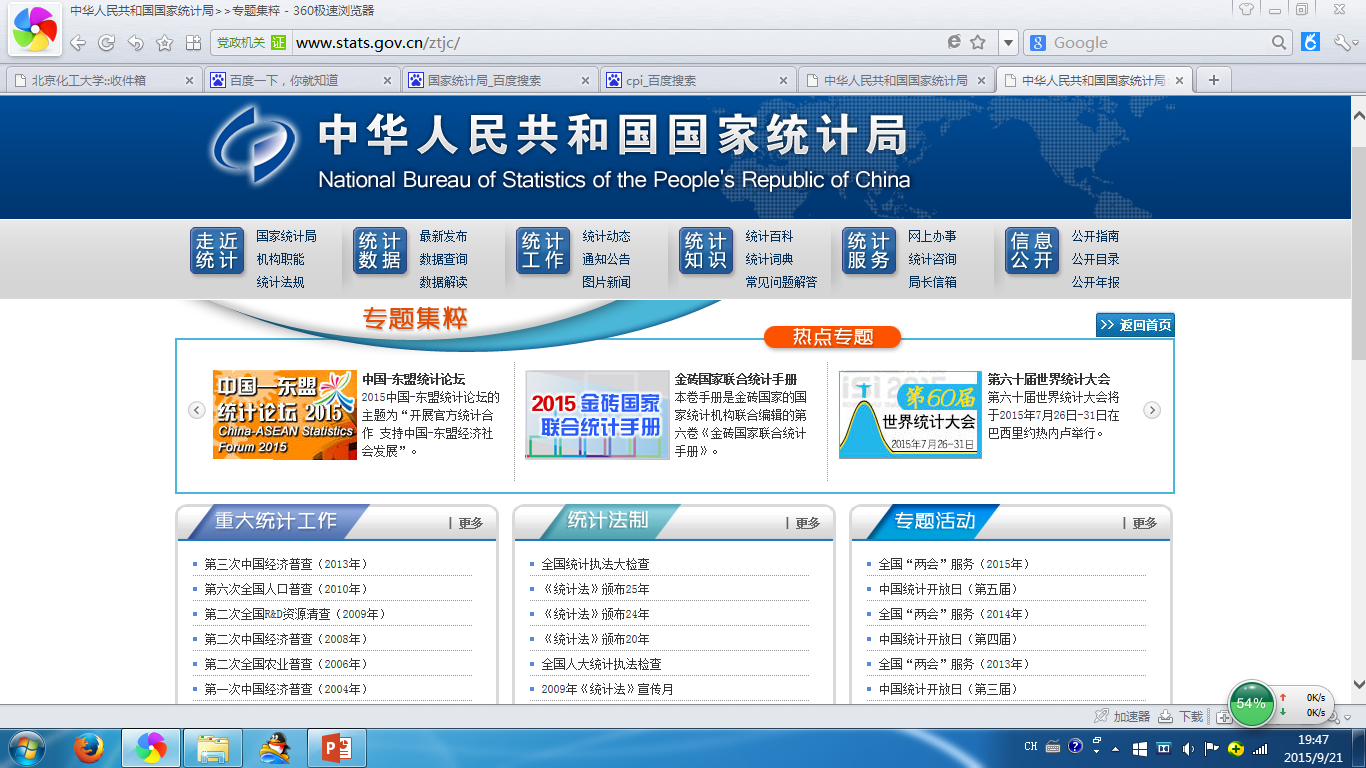 中华人民共和国国家统计局>>专题集粹 - 360极速浏览器
党政机关 证 www.stats.gov.cn/ztjc/
Google
北京化工大学::收件箱
百度一下，你就知道
国家统计局_百度搜索
cpi_百度搜索
中华人民共和国国家统计局
中华人民共和国国家统计局
中华人民共和国国家统计局
National Bureau of Statistics of the People's Republic of China
走近统计
国家统计局
机构职能
统计法规
统计数据
最新发布
数据查询
数据解读
统计工作
统计动态
通知公告
图片新闻
统计知识
统计百科
统计词典
常见问题解答
统计服务
网上办事
统计咨询
局长信箱
信息公开
公开指南
公开目录
公开年报
专题集粹
>> 返回首页
热点专题
中国—东盟
统计论坛 2015
China-ASEAN Statistics
Forum 2015
中国-东盟统计论坛
2015中国-东盟统计论坛的
主题为“开展官方统计合
作 支持中国-东盟经济社
会发展”。
2015 金砖国家
联合统计手册
金砖国家联合统计手册
本卷手册是金砖国家的国
家统计机构联合编辑的第
六卷《金砖国家联合统计
手册》。
ISI 2015
第60届
世界统计大会
2015年7月26-31日
第六十届世界统计大会
第六十届世界统计大会将
于2015年7月26日-31日在
巴西里约热内卢举行。
重大统计工作
更多
第三次中国经济普查（2013年）
第六次全国人口普查（2010年）
第二次全国R&D资源清查（2009年）
第二次中国经济普查（2008年）
第二次全国农业普查（2006年）
第一次中国经济普查（2004年）
统计法制
更多
全国统计执法大检查
《统计法》颁布25年
《统计法》颁布24年
《统计法》颁布20年
全国人大统计执法检查
2009年《统计法》宣传月
专题活动
更多
全国“两会”服务（2015年）
中国统计开放日（第五届）
全国“两会”服务（2014年）
中国统计开放日（第四届）
全国“两会”服务（2013年）
中国统计开放日（第三届）
54%
0K/s
0K/s
加速器
下载
CH
19:47
2015/9/21